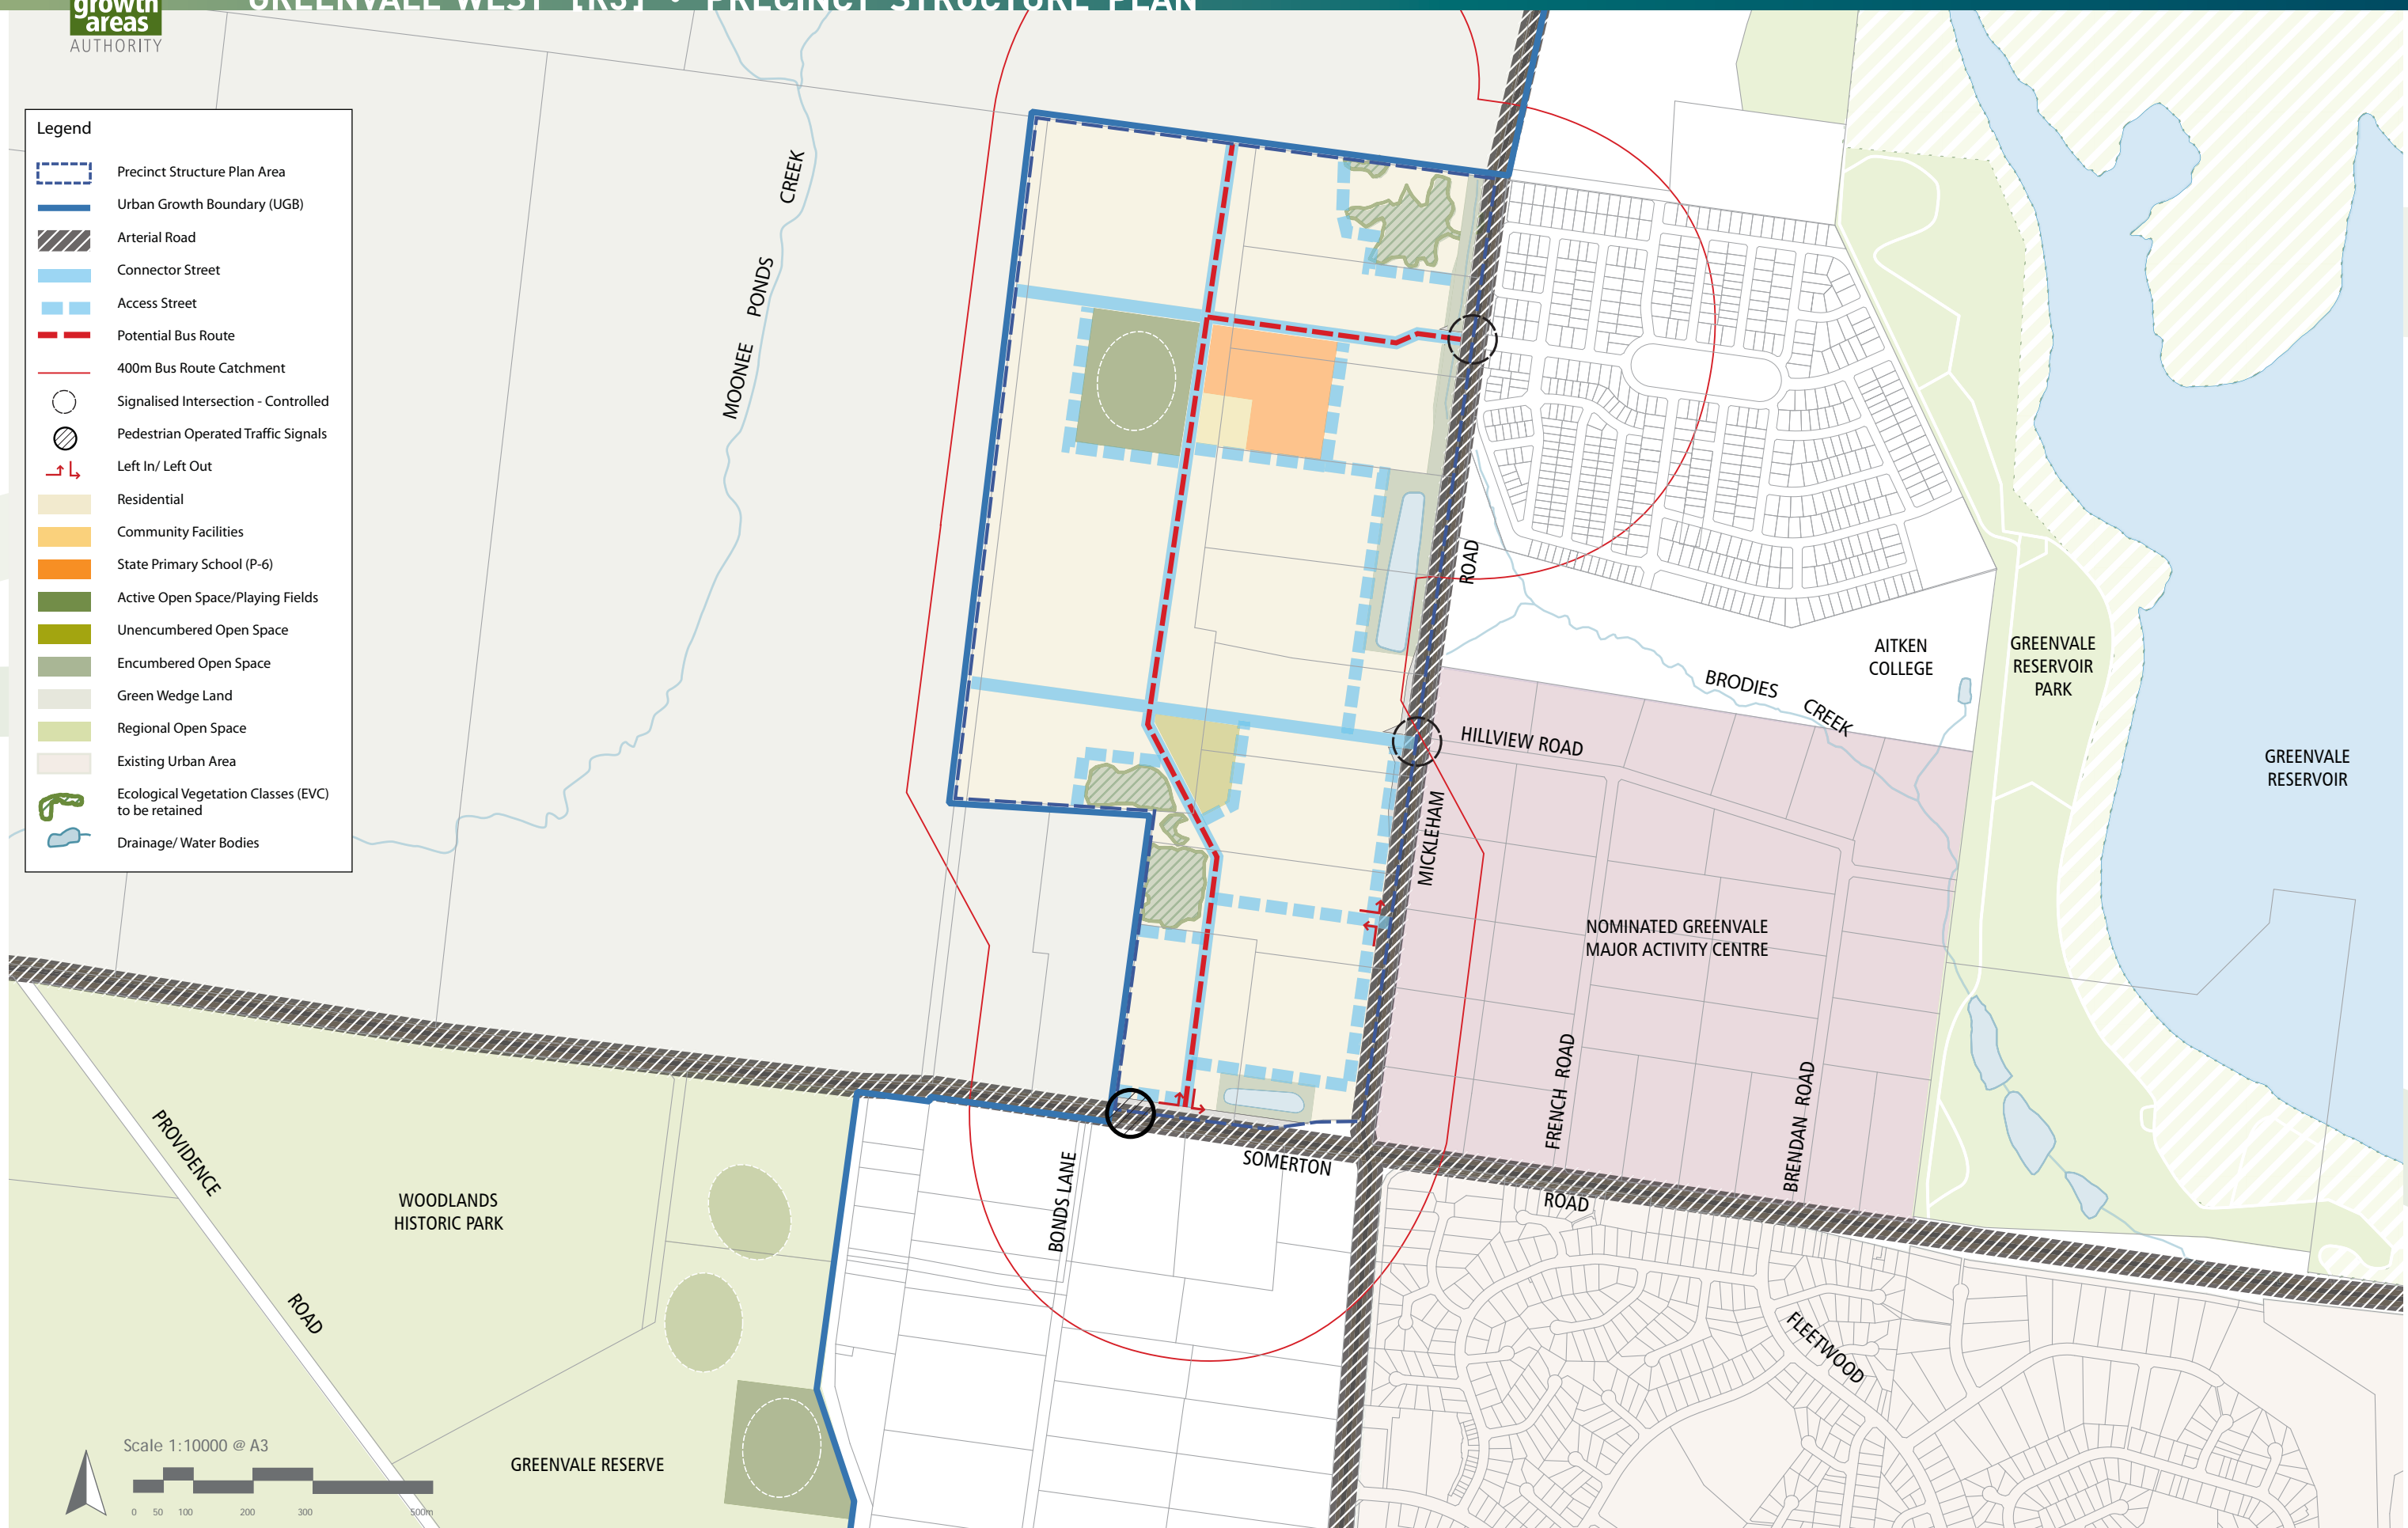 GREENVALE WEST (R3) • PRECINCT STRUCTURE PLAN
growth
areas
AUTHORITY
Legend
Precinct Structure Plan Area
Urban Growth Boundary (UGB)
Arterial Road
Connector Street
Access Street
Potential Bus Route
400m Bus Route Catchment
Signalised Intersection - Controlled
Pedestrian Operated Traffic Signals
Left In/ Left Out
Residential
Community Facilities
State Primary School (P-6)
Active Open Space/Playing Fields
Unencumbered Open Space
Encumbered Open Space
Green Wedge Land
Regional Open Space
Existing Urban Area
Ecological Vegetation Classes (EVC)
to be retained
Drainage/ Water Bodies
MOONEE PONDS CREEK
ROAD
MICKLEHAM
HILLVIEW ROAD
BRODIES CREEK
AITKEN
COLLEGE
GREENVALE
RESERVOIR
PARK
GREENVALE
RESERVOIR
NOMINATED GREENVALE
MAJOR ACTIVITY CENTRE
FRENCH ROAD
BRENDAN ROAD
SOMERTON
ROAD
BONDS LANE
PROVIDENCE
ROAD
WOODLANDS
HISTORIC PARK
GREENVALE RESERVE
FLEETWOOD
Scale 1:10000 @ A3
0 50 100 200 300 500m